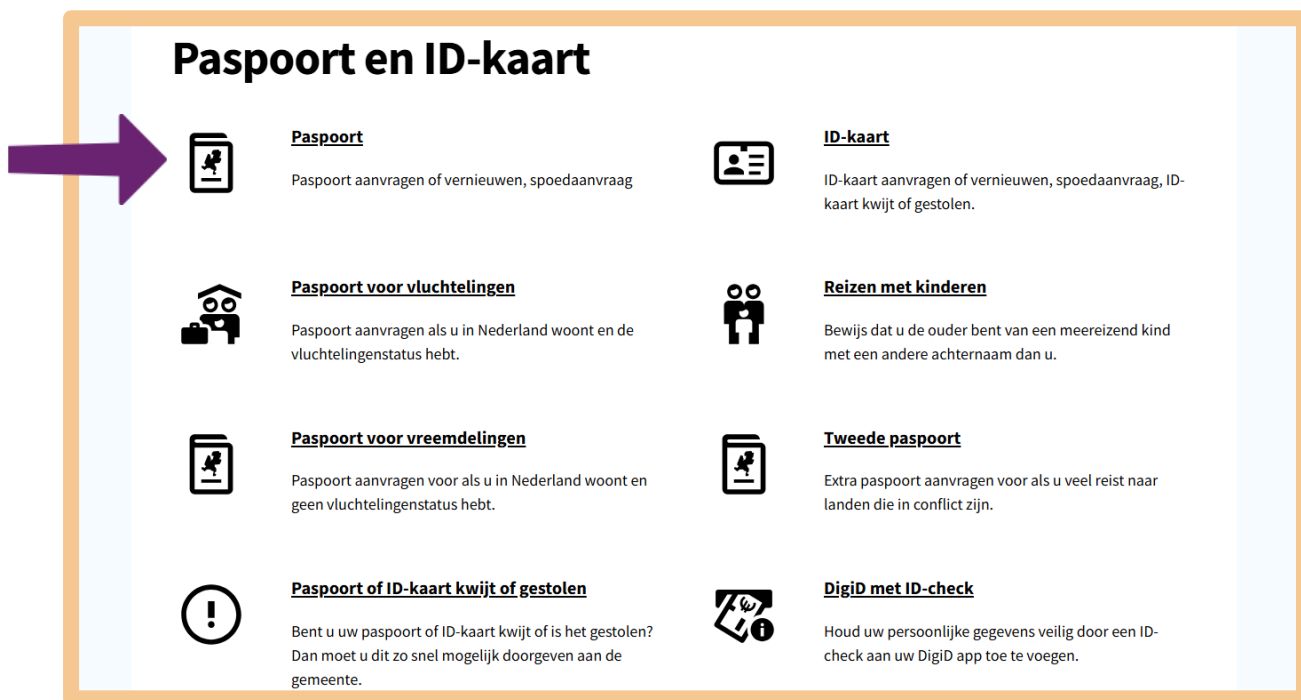 Paspoort en ID-kaart
Paspoort
Paspoort aanvragen of vernieuwen, spoedaanvraag
ID-kaart
ID-kaart aanvragen of vernieuwen, spoedaanvraag, ID-
kaart kwijt of gestolen.
Paspoort voor vluchtelingen
Paspoort aanvragen als u in Nederland woont en de
vluchtelingenstatus hebt.
Reizen met kinderen
Bewijs dat u de ouder bent van een meereizend kind
met een andere achternaam dan u.
Paspoort voor vreemdelingen
Paspoort aanvragen voor als u in Nederland woont en
geen vluchtelingenstatus hebt.
Tweede paspoort
Extra paspoort aanvragen voor als u veel reist naar
landen die in conflict zijn.
Paspoort of ID-kaart kwijt of gestolen
Bent u uw paspoort of ID-kaart kwijt of is het gestolen?
Dan moet u dit zo snel mogelijk doorgeven aan de
gemeente.
DigiD met ID-check
Houd uw persoonlijke gegevens veilig door een ID-
check aan uw DigiD app toe te voegen.